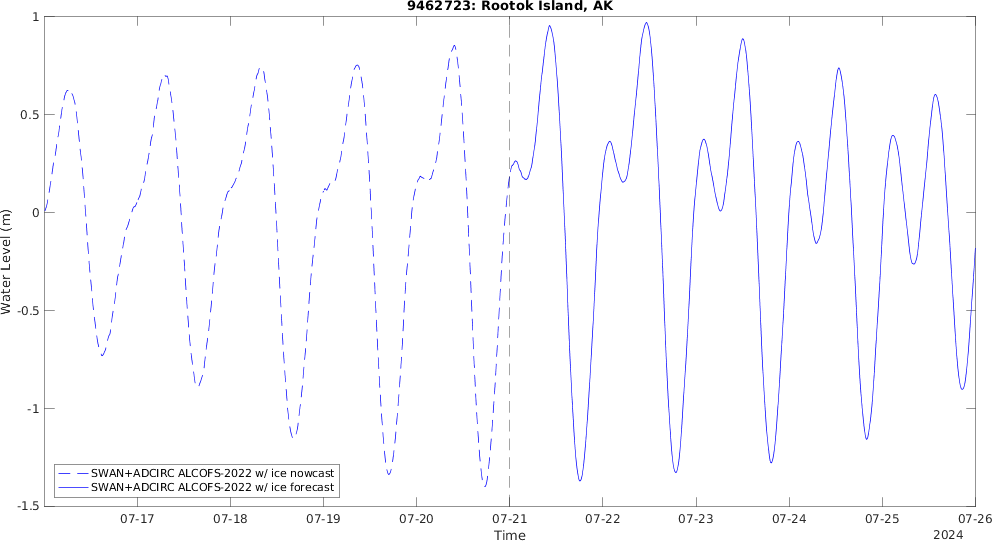 9462723: Rootok Island, AK
1
0.5
0
-0.5
-1
-1.5
Water Level (m)
SWAN+ADCIRC ALCOFS-2022 w/ ice nowcast
SWAN+ADCIRC ALCOFS-2022 w/ ice forecast
07-17 07-18 07-19 07-20 07-21 07-22 07-23 07-24 07-25 07-26
Time
2024